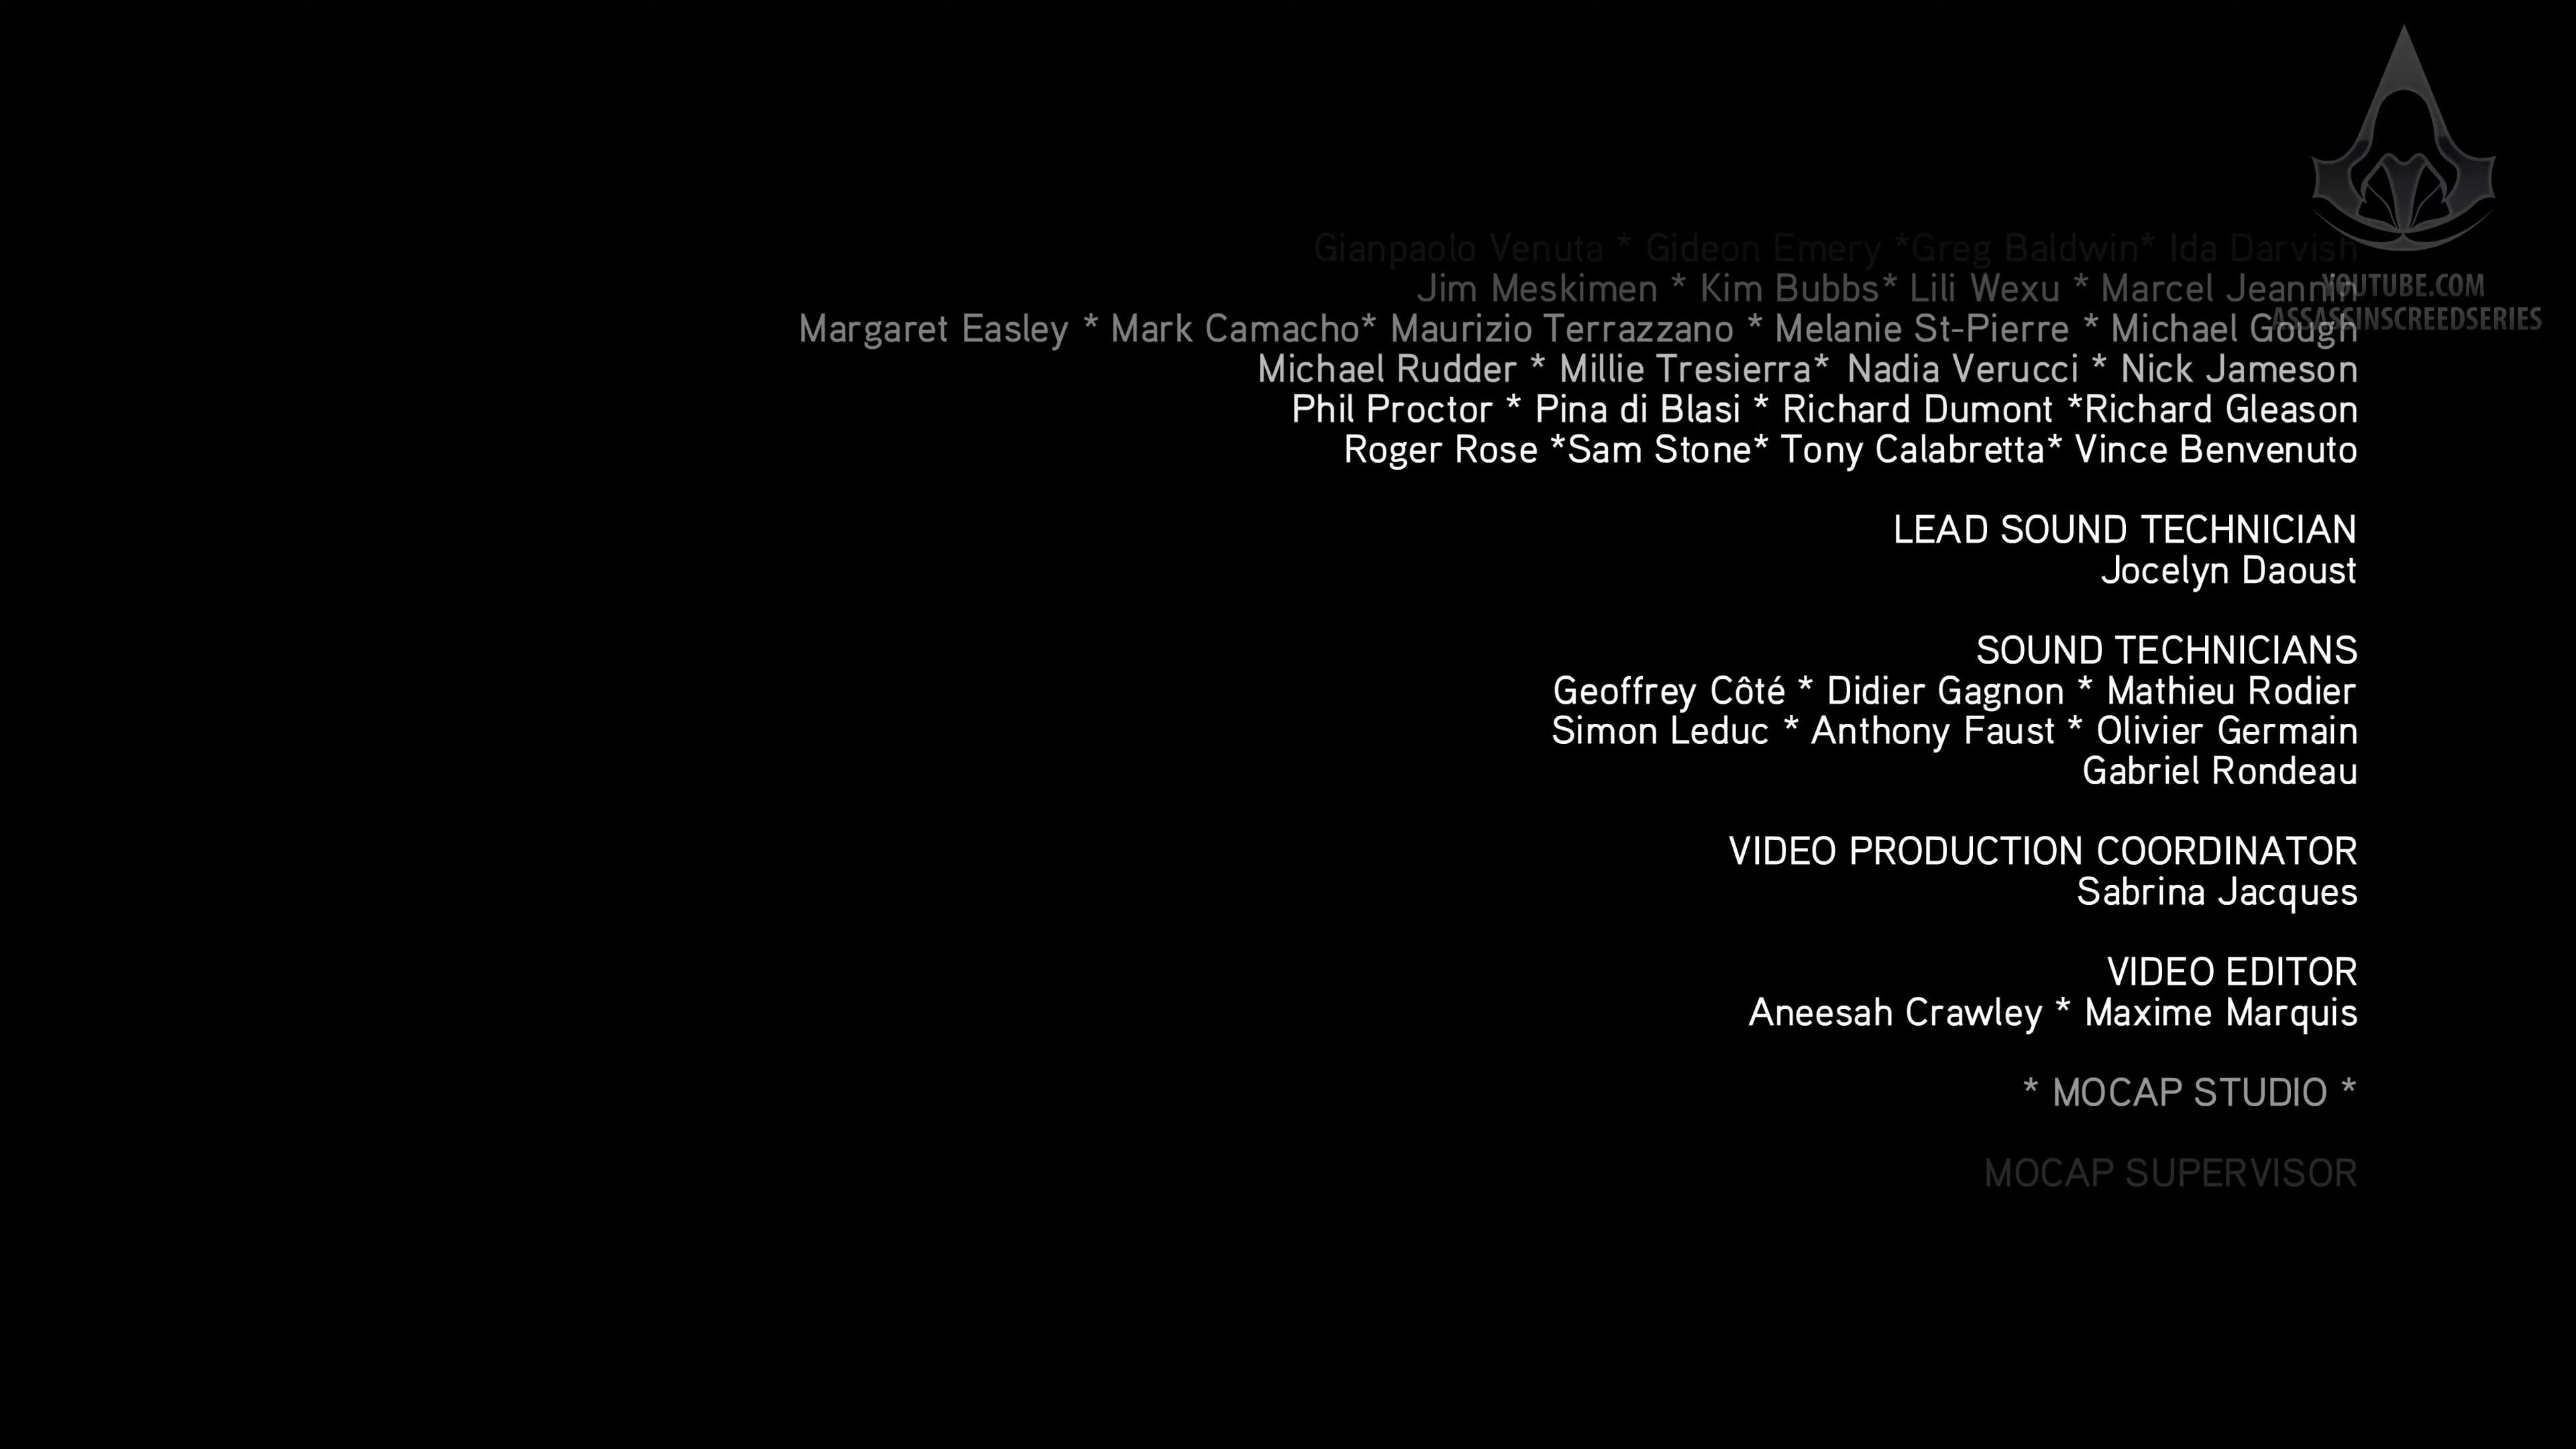 Gianpaolo Venuta * Gideon Emery *Greg Baldwin* Ida Darvish
Jim Meskimen * Kim Bubbs* Lili Wexu * Marcel Jeannin
YOUTUBE.COM
Margaret Easley * Mark Camacho* Maurizio Terrazzano * Melanie St-Pierre * Michael Gough
ASSASSINSCREEDSERIES
Michael Rudder * Millie Tresierra* Nadia Verucci * Nick Jameson
Phil Proctor * Pina di Blasi * Richard Dumont *Richard Gleason
Roger Rose *Sam Stone* Tony Calabretta* Vince Benvenuto
LEAD SOUND TECHNICIAN
Jocelyn Daoust
SOUND TECHNICIANS
Geoffrey Côté * Didier Gagnon * Mathieu Rodier
Simon Leduc * Anthony Faust * Olivier Germain
Gabriel Rondeau
VIDEO PRODUCTION COORDINATOR
Sabrina Jacques
VIDEO EDITOR
Aneesah Crawley * Maxime Marquis
* MOCAP STUDIO *
MOCAP SUPERVISOR